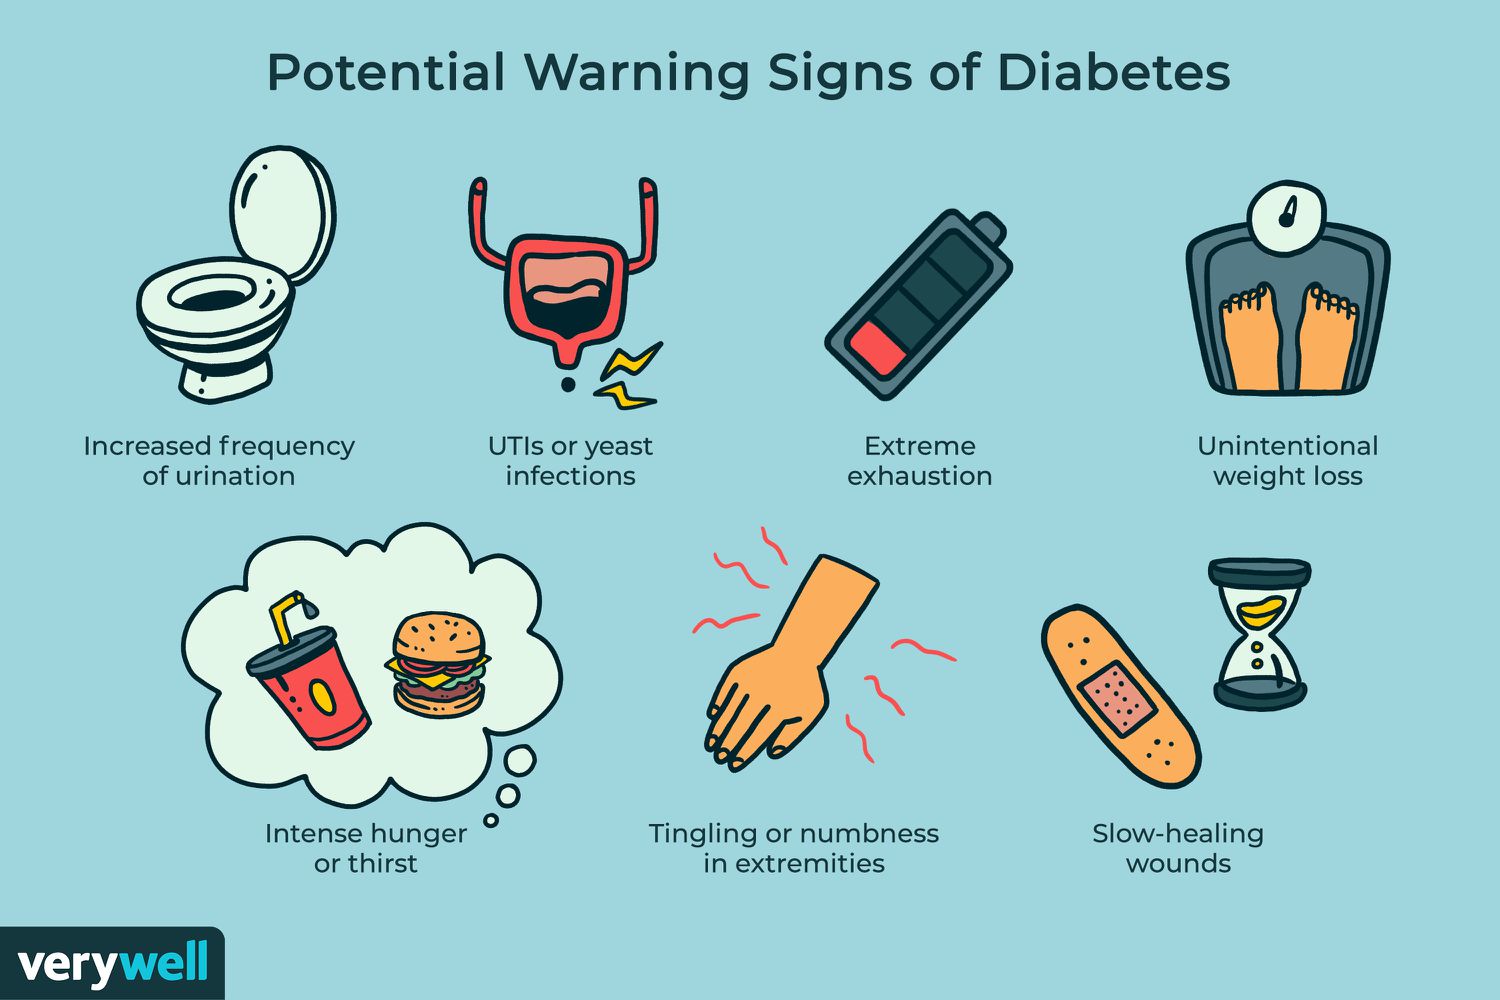 Potential Warning Signs of Diabetes
Increased frequency
of urination
UTIs or yeast
infections
Extreme
exhaustion
Unintentional
weight loss
Intense hunger
or thirst
Tingling or numbness
in extremities
Slow-healing
wounds
verywell